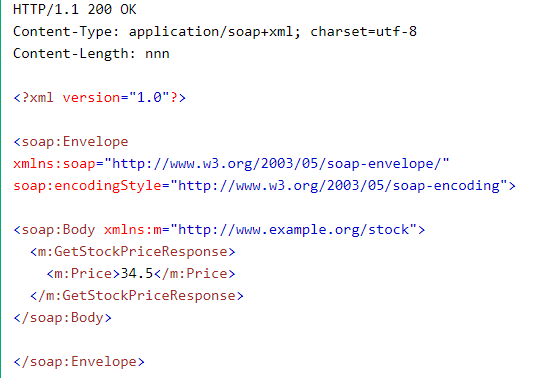 HTTP/1.1 200 OK
Content-Type: application/soap+xml; charset=utf-8
Content-Length: nnn

<?xml version="1.0"?>

<soap:Envelope
xmlns:soap="http://www.w3.org/2003/05/soap-envelope/"
soap:encodingStyle="http://www.w3.org/2003/05/soap-encoding">

<soap:Body xmlns:m="http://www.example.org/stock">
  <m:GetStockPriceResponse>
    <m:Price>34.5</m:Price>
  </m:GetStockPriceResponse>
</soap:Body>

</soap:Envelope>